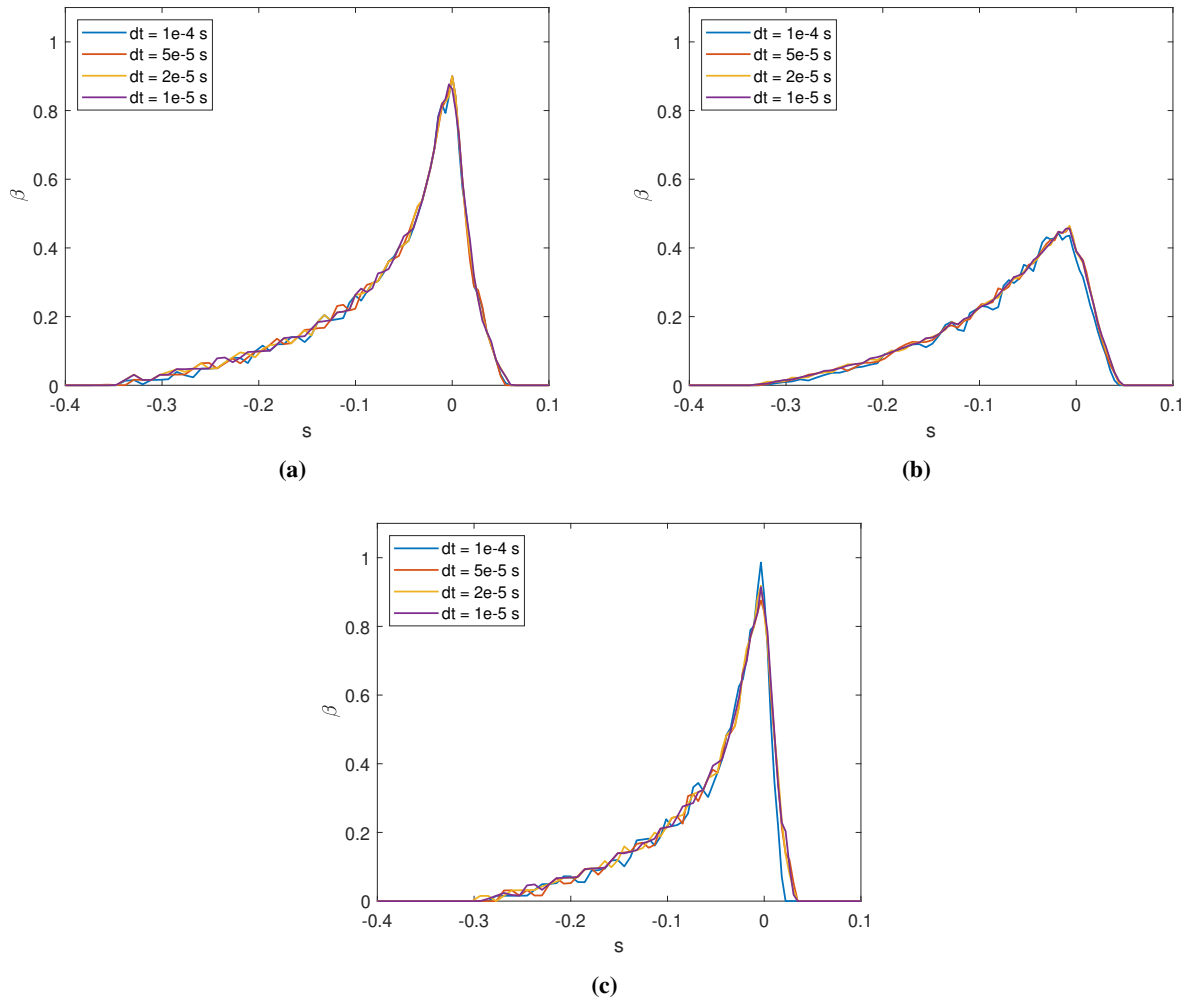 dt = 1e-4 s
dt = 5e-5 s
dt = 2e-5 s
dt = 1e-5 s
1
0.8
0.6
0.4
0.2
0
β
-0.4
-0.3
-0.2
-0.1
0
0.1
s
(a)
dt = 1e-4 s
dt = 5e-5 s
dt = 2e-5 s
dt = 1e-5 s
1
0.8
0.6
0.4
0.2
0
β
-0.4
-0.3
-0.2
-0.1
0
0.1
s
(b)
dt = 1e-4 s
dt = 5e-5 s
dt = 2e-5 s
dt = 1e-5 s
1
0.8
0.6
0.4
0.2
0
β
-0.4
-0.3
-0.2
-0.1
0
0.1
s
(c)